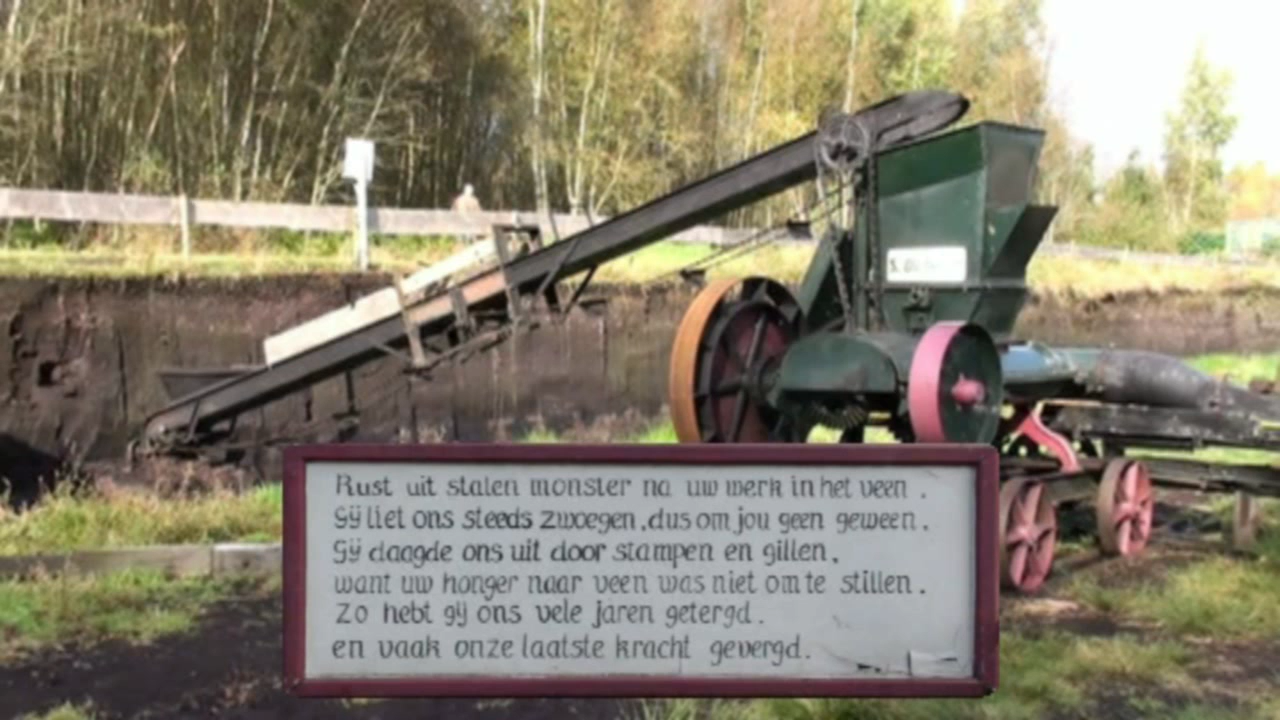 Rust uit stalen monster na uw werk in het veen .
Gij liet ons steeds zwoegen , dus om jou geen geween .
Gij daagde ons uit door stampen en gillen .
want uw honger naar veen was niet om te stillen .
Zo hebt gij ons vele jaren getergd .
en vaak onze laatste kracht gevergd .